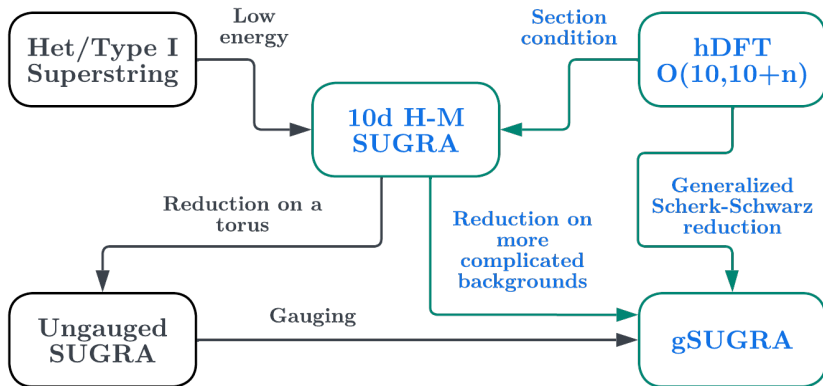 Het/Type I
Superstring
Low
energy
Section
condition
hDFT
O(10,10+n)
10d H-M
SUGRA
Reduction on a
torus
Reduction on
more
complicated
backgrounds
Generalized
Scherk-Schwarz
reduction
Ungauged
SUGRA
Gauging
gSUGRA